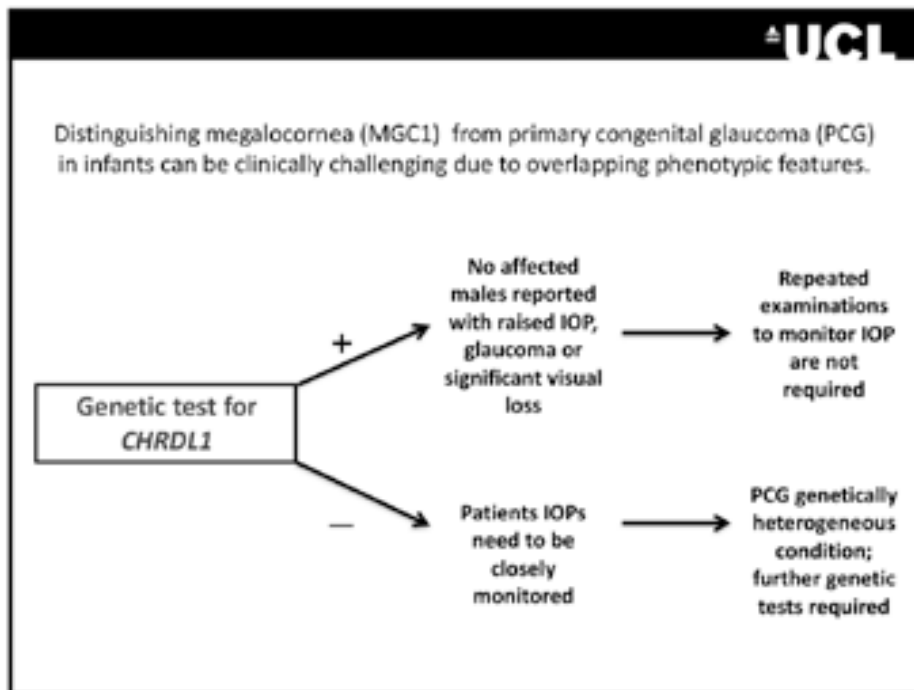 UCL
Distinguishing megalocornea (MGC1) from primary congenital glaucoma (PCG)
in infants can be clinically challenging due to overlapping phenotypic features.
No affected
males reported
with raised IOP,
glaucoma or
significant visual
loss
Repeated
examinations
to monitor IOP
are not
required
+
Genetic test for
CHRDL1
–
Patients IOPs
need to be
closely
monitored
PCG genetically
heterogeneous
condition;
further genetic
tests required